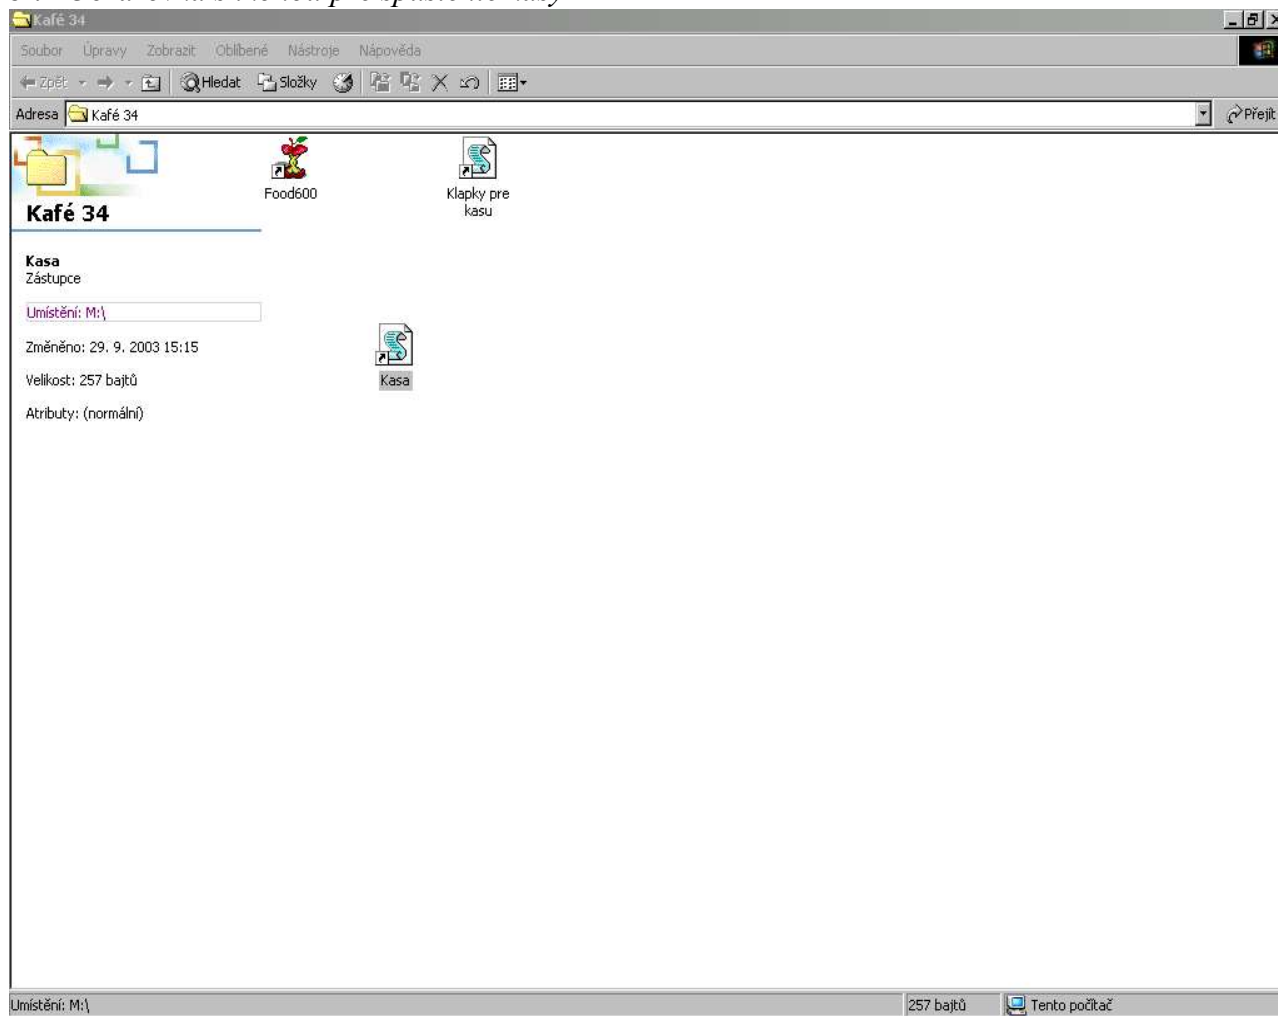 Kafé 34
Soubor Úpravy Zobrazit Oblíbené Nástroje Nápověda
Zpět Hledat Složky
Adresa Kafé 34 Přejít
Food600
Klapky pre
kasu
Kafé 34
Kasa
Zástupce
Umístění: M:\
Změněno: 29. 9. 2003 15:15
Velikost: 257 bajtů
Atributy: (normální)
Kasa
Umístění: M:\ 257 bajtů Tento počítač